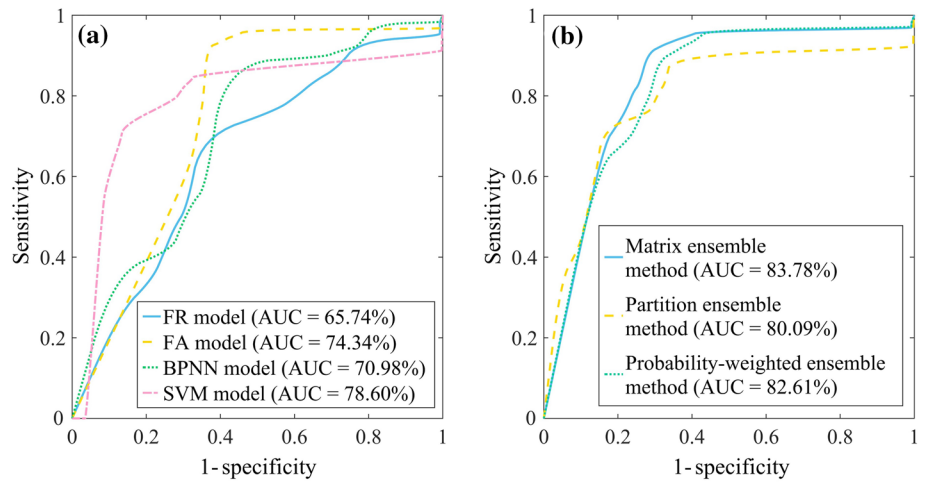 (a)
Sensitivity
1
0.8
0.6
0.4
0.2
0
0 0.2 0.4 0.6 0.8 1
1-specificity
FR model (AUC = 65.74%)
FA model (AUC = 74.34%)
BPNN model (AUC = 70.98%)
SVM model (AUC = 78.60%)
(b)
Sensitivity
1
0.8
0.6
0.4
0.2
0
0 0.2 0.4 0.6 0.8 1
1-specificity
Matrix ensemble
method (AUC = 83.78%)
Partition ensemble
method (AUC = 80.09%)
Probability-weighted ensemble
method (AUC = 82.61%)